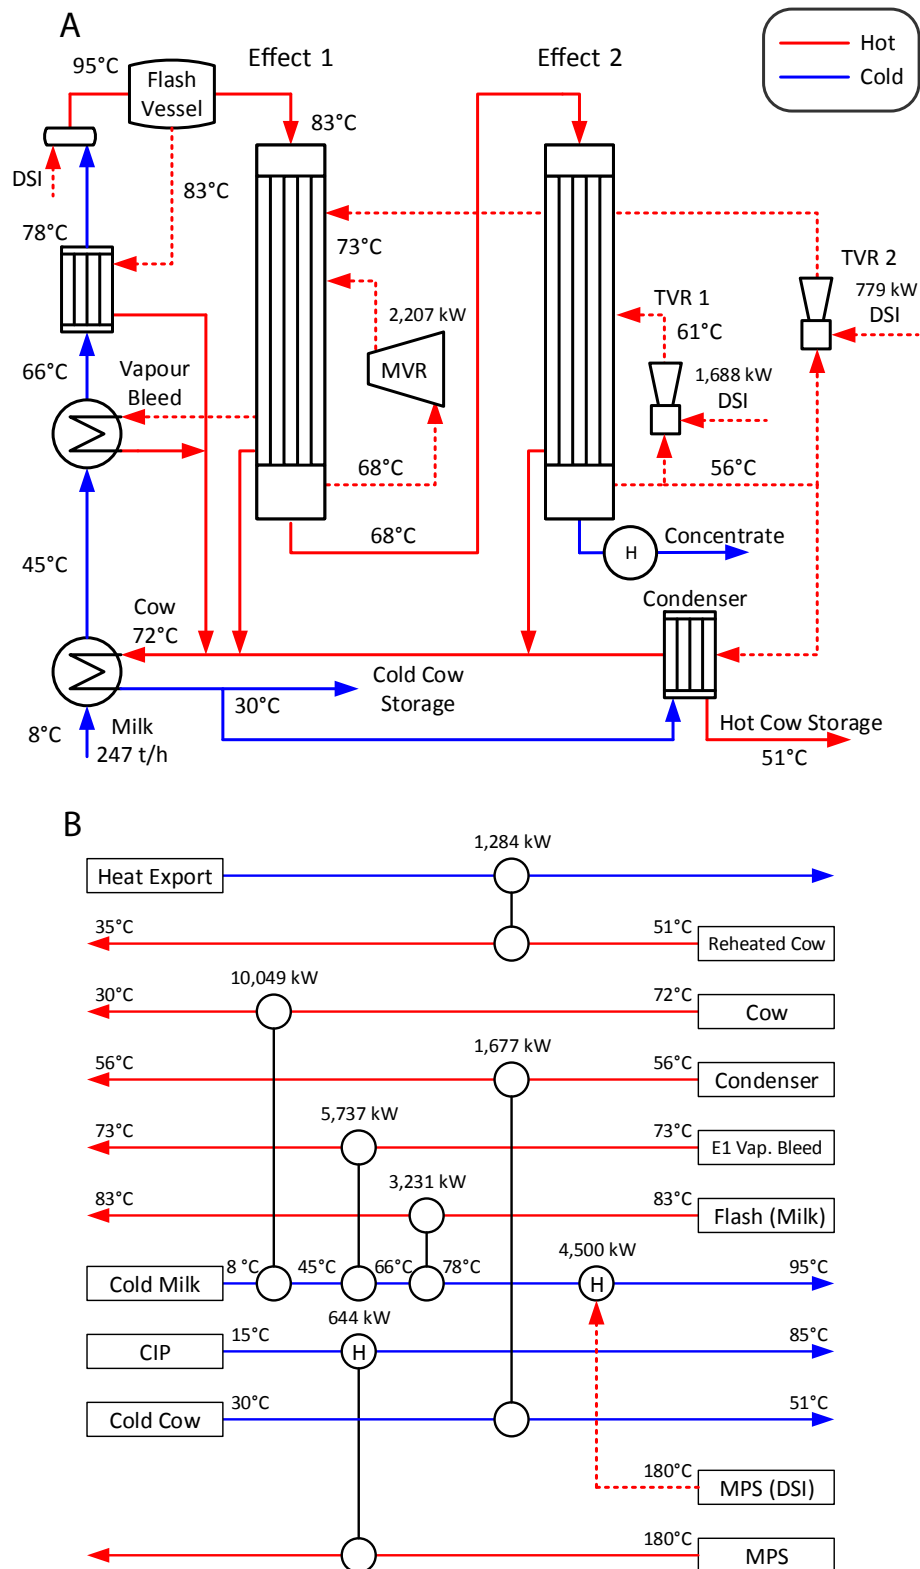 A
Effect 1
Effect 2
Hot
Cold
95°C
Flash
Vessel
83°C
DSI
83°C
78°C
73°C
TVR 2
TVR 1
779 kW
DSI
2,207 kW
61°C
66°C
Vapour
Bleed
MVR
1,688 kW
DSI
68°C
56°C
68°C
H
Concentrate
45°C
Condenser
Cow
72°C
Cold Cow
Storage
30°C
8°C
Milk
247 t/h
Hot Cow Storage
51°C
B
1,284 kW
Heat Export
35°C
51°C
Reheated Cow
10,049 kW
30°C
72°C
Cow
1,677 kW
56°C
56°C
Condenser
5,737 kW
73°C
73°C
E1 Vap. Bleed
3,231 kW
83°C
83°C
Flash (Milk)
4,500 kW
Cold Milk
8 °C
45°C
66°C
78°C
H
95°C
644 kW
CIP
15°C
H
85°C
Cold Cow
30°C
51°C
180°C
MPS (DSI)
180°C
MPS